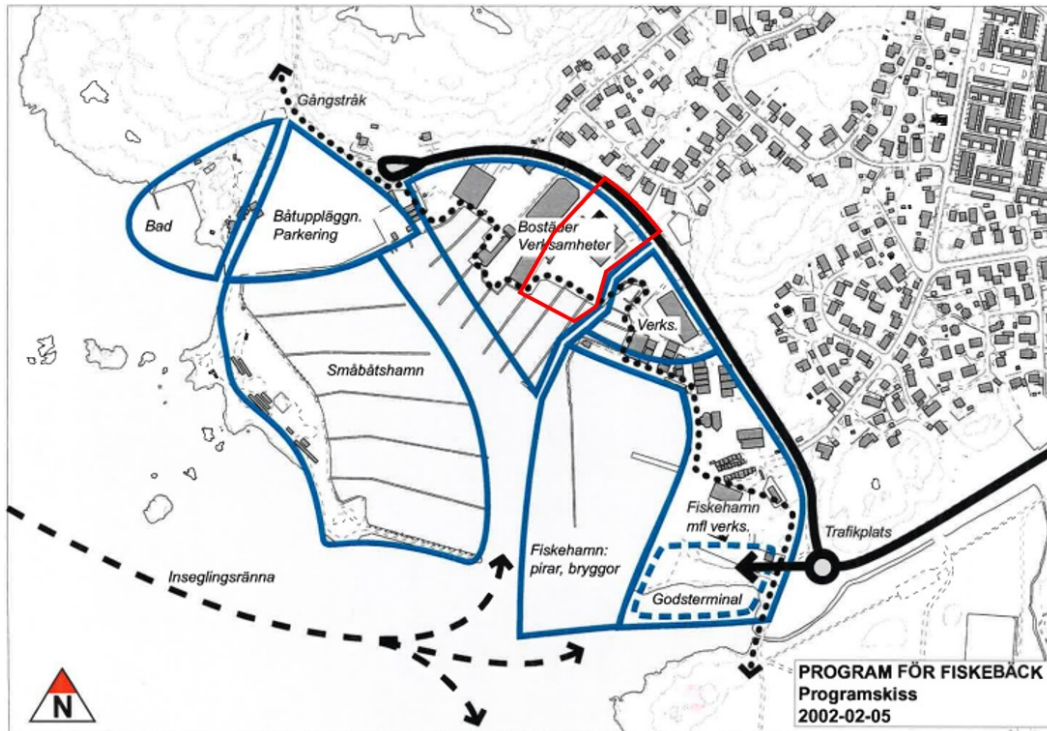 Gångstråk
Bad
Båtuppläggn.
Parkering
Bostäder
Verksamheter
Verks.
Småbåtshamn
Fiskehamn
mfl verks.
Trafikplats
Fiskehamn:
pirar, bryggor
Inseglingsränna
Godsterminal
N
PROGRAM FÖR FISKEBÄCK
Programskiss
2002-02-05